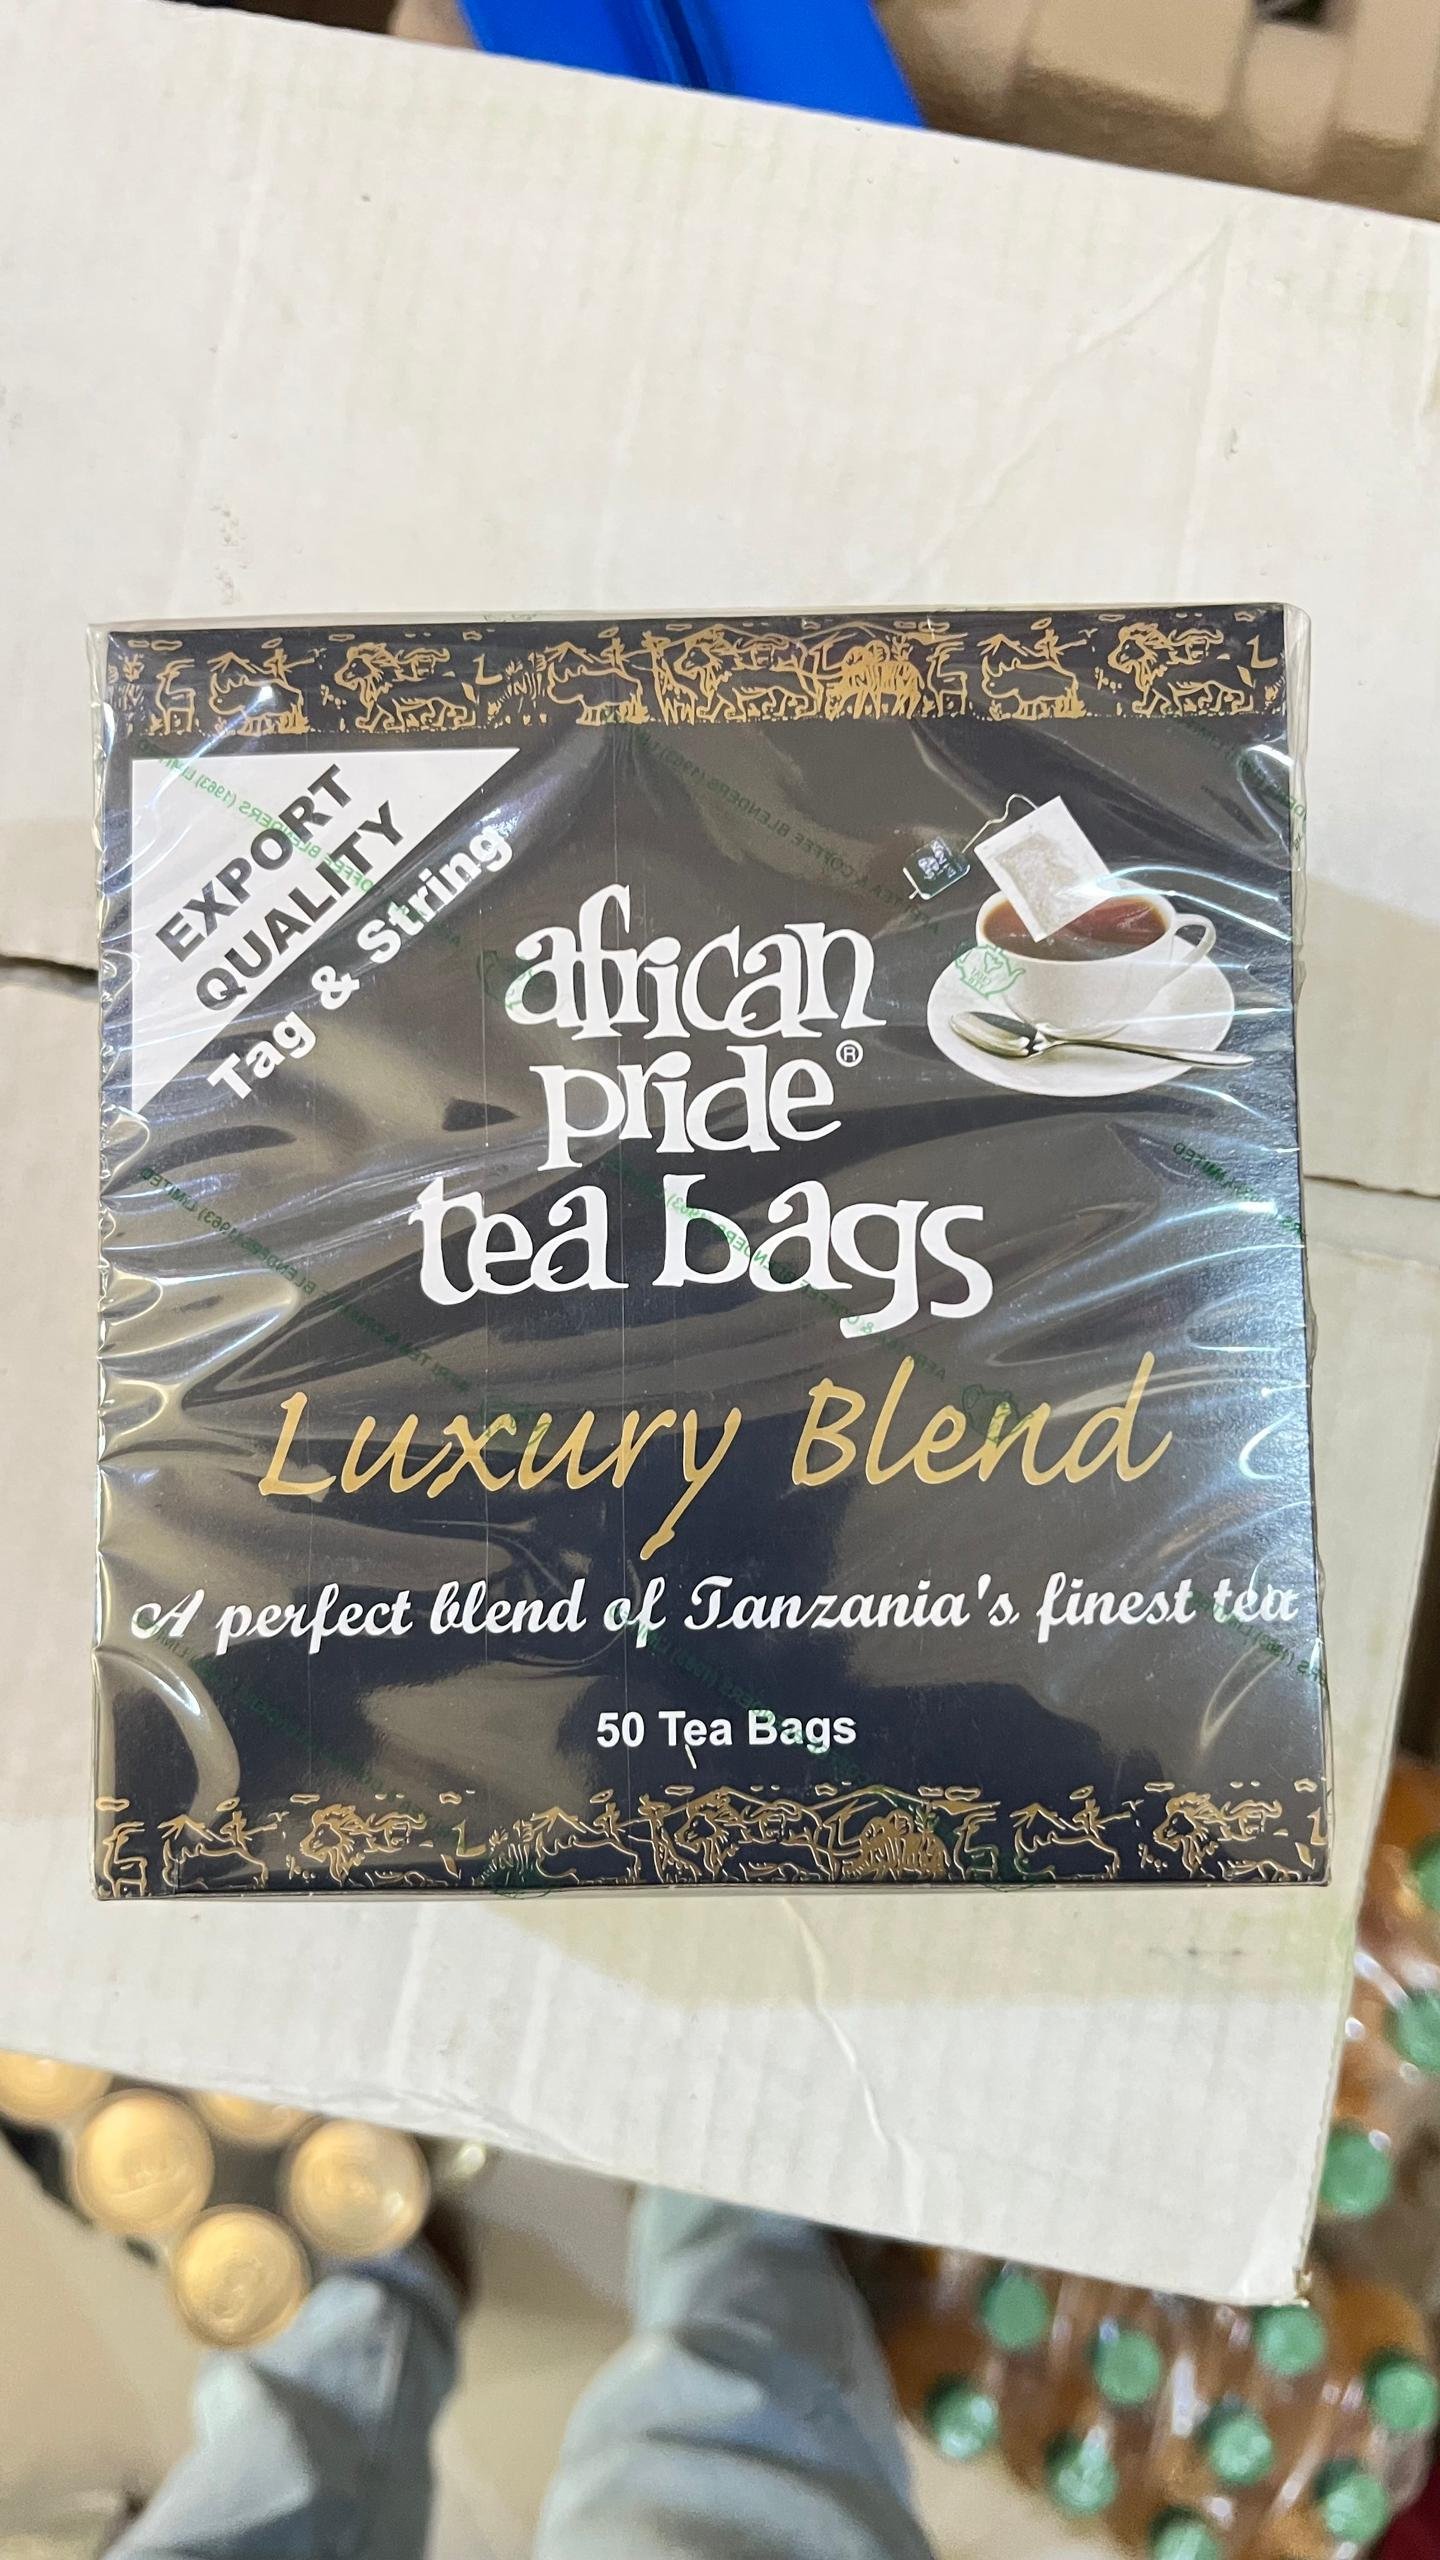 EXPORT
QUALITY
Tag & String
african
pride®
tea bags
Luxury Blend
A perfect blend of Tanzania's finest tea
50 Tea Bags